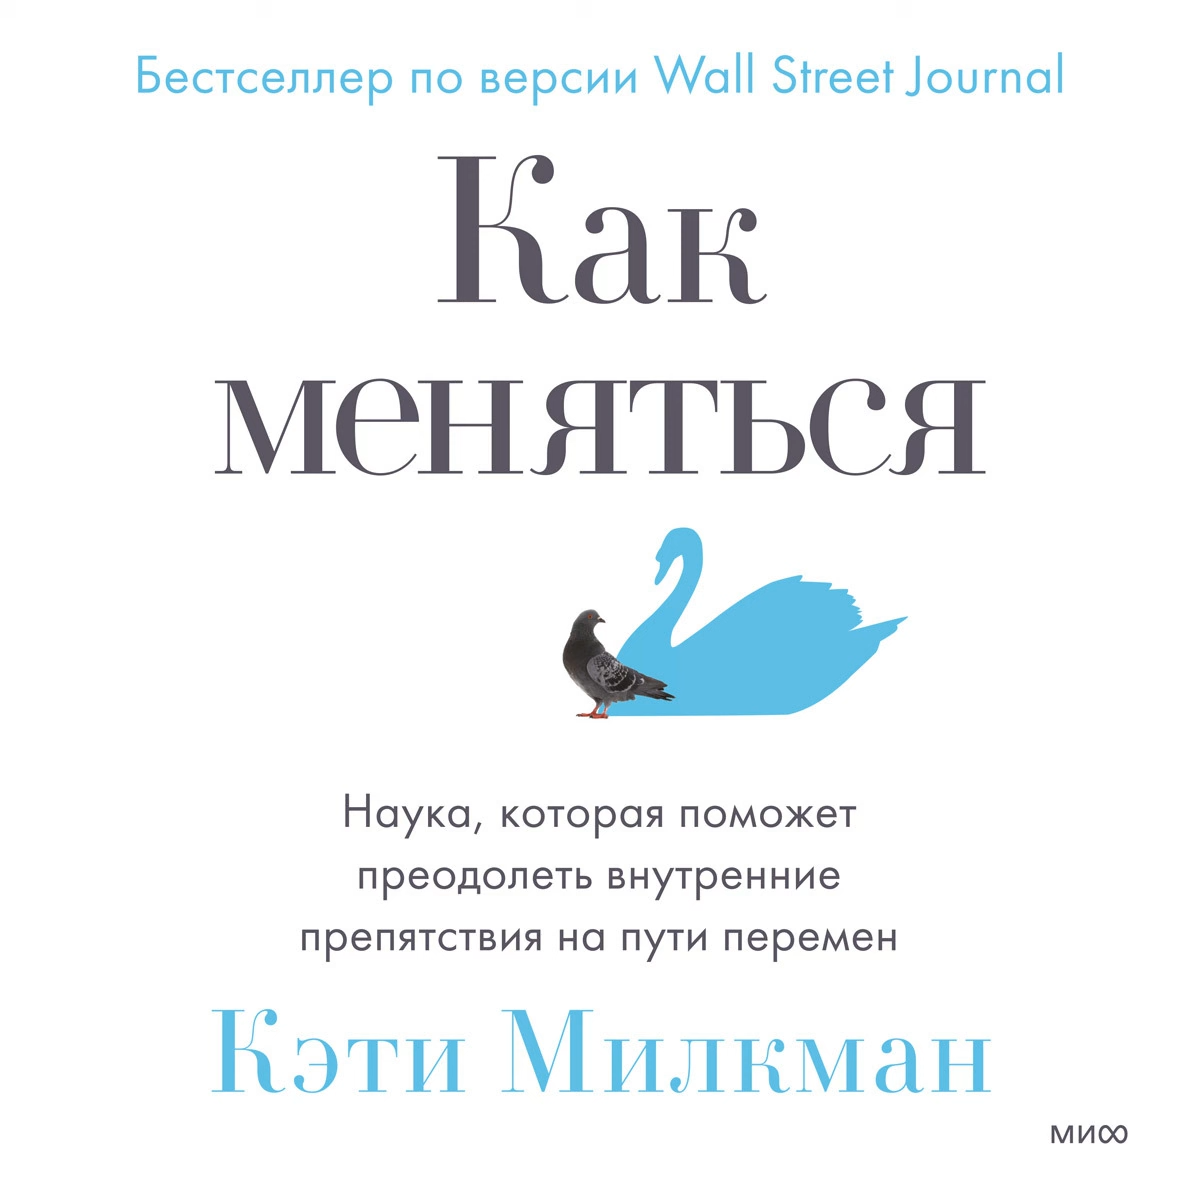 Бестселлер по версии Wall Street Journal
Как
меняться
Наука, которая поможет
преодолеть внутренние
препятствия на пути перемен
Кэти Милкман
миф